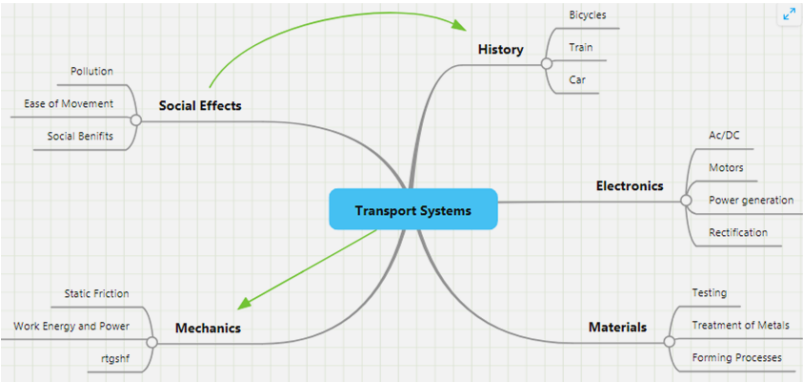 Transport Systems
History
Bicycles
Train
Car
Electronics
Ac/DC
Motors
Power generation
Rectification
Materials
Testing
Treatment of Metals
Forming Processes
Social Effects
Pollution
Ease of Movement
Social Benifits
Mechanics
Static Friction
Work Energy and Power
rtgshf